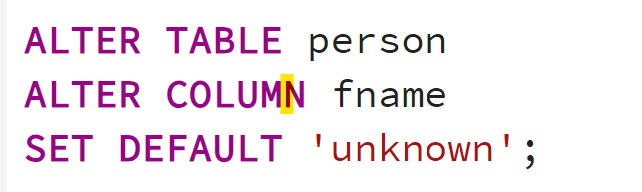 ALTER TABLE person
ALTER COLUMN fname
SET DEFAULT 'unknown';